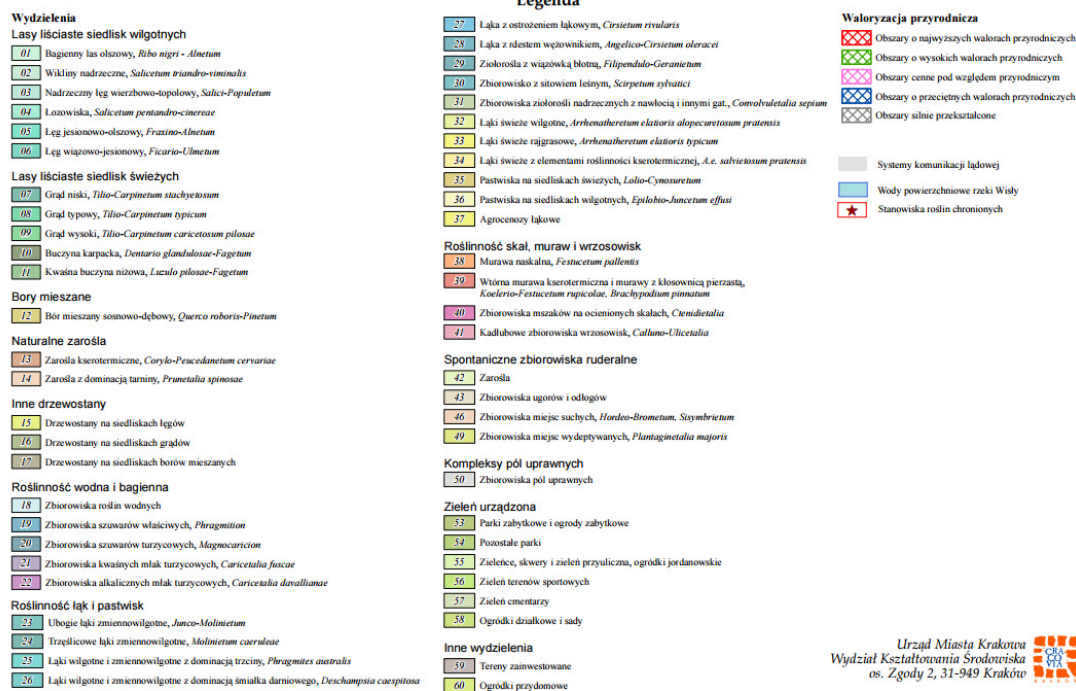 Legenda
Wydzielenia
Lasy liściaste siedlisk wilgotnych
01 Bagienny las olszowy, Ribo nigri - Alnetum
02 Wikliny nadrzeczne, Salicetum triandro-viminalis
03 Nadrzeczny łęg wierzbowo-topolowy, Salici-Populetum
04 Łozowiska, Salicetum pentandro-cinereae
05 Łęg jesionowo-olszowy, Fraxino-Alnetum
06 Łęg wiązowo-jesionowy, Ficario-Ulmetum
Lasy liściaste siedlisk świeżych
07 Grąd niski, Tilio-Carpinetum stachyetosum
08 Grąd typowy, Tilio-Carpinetum typicum
09 Grąd wysoki, Tilio-Carpinetum caricetosum pilosae
10 Buczyna karpacka, Dentario glandulosae-Fagetum
11 Kwaśna buczyna niżowa, Luzulo pilosae-Fagetum
Bory mieszane
12 Bór mieszany sosnowo-dębowy, Querco roboris-Pinetum
Naturalne zarośla
13 Zarośla kserotermiczne, Corylo-Peucedanetum cervariae
14 Zarośla z dominacją tarniny, Prunetalia spinosae
Inne drzewostany
15 Drzewostany na siedliskach łęgów
16 Drzewostany na siedliskach grądów
17 Drzewostany na siedliskach borów mieszanych
Roślinność wodna i bagienna
18 Zbiorowiska roślin wodnych
19 Zbiorowiska szuwarów właściwych, Phragmition
20 Zbiorowiska szuwarów turzycowych, Magnocaricion
21 Zbiorowiska kwaśnych młak turzycowych, Caricetalia fuscae
22 Zbiorowiska alkalicznych młak turzycowych, Caricetalia davallianae
Roślinność łąk i pastwisk
23 Ubogie łąki zmiennowilgotne, Junco-Molinietum
24 Trzęślicowe łąki zmiennowilgotne, Molinietum caeruleae
25 Łąki wilgotne i zmiennowilgotne z dominacją trzciny, Phragmites australis
26 Łąki wilgotne i zmiennowilgotne z dominacją śmiałka darniowego, Deschampsia caespitosa
27 Łąka z ostrożeniem łąkowym, Cirsietum rivularis
28 Łąka z rdestem wężownikiem, Angelico-Cirsietum oleracei
29 Ziołorośla z wiązówką błotną, Filipendulo-Geranietum
30 Zbiorowisko z sitowiem leśnym, Scirpetum sylvatici
31 Zbiorowiska ziołorośli nadrzecznych z nawłocią i innymi gat., Convolvuletalia sepium
32 Łąki świeże wilgotne, Arrhenatheretum elatioris alopecuretosum pratensis
33 Łąki świeże rajgrasowe, Arrhenatheretum elatioris typicum
34 Łąki świeże z elementami roślinności kserotermicznej, A.e. salvietosum pratensis
35 Pastwiska na siedliskach świeżych, Lolio-Cynosuretum
36 Pastwiska na siedliskach wilgotnych, Epilobio-Juncetum effusi
37 Agrocenozy łąkowe
Roślinność skał, muraw i wrzosowisk
38 Murawa naskalna, Festucetum pallentis
39 Wtórna murawa kserotermiczna i murawy z kłosownicą pierzastą,
Koelerio-Festucetum rupicolae, Brachypodium pinnatum
40 Zbiorowiska mszaków na ocienionych skałach, Ctenidietalia
41 Kadłubowe zbiorowiska wrzosowisk, Calluno-Ulicetalia
Spontaniczne zbiorowiska ruderalne
42 Zarośla
43 Zbiorowiska ugorów i odłogów
46 Zbiorowiska miejsc suchych, Hordeo-Brometum, Sisymbrietum
49 Zbiorowiska miejsc wydeptywanych, Plantaginetalia majoris
Kompleksy pól uprawnych
50 Zbiorowiska pól uprawnych
Zieleń urządzona
53 Parki zabytkowe i ogrody zabytkowe
54 Pozostałe parki
55 Zieleńce, skwery i zieleń przyuliczna, ogródki jordanowskie
56 Zieleń terenów sportowych
57 Zieleń cmentarzy
58 Ogródki działkowe i sady
Inne wydzielenia
59 Tereny zainwestowane
60 Ogródki przydomowe
Waloryzacja przyrodnicza
Obszary o najwyższych walorach przyrodniczych
Obszary o wysokich walorach przyrodniczych
Obszary cenne pod względem przyrodniczym
Obszary o przeciętnych walorach przyrodniczych
Obszary silnie przekształcone
Systemy komunikacji lądowej
Wody powierzchniowe rzeki Wisły
Stanowiska roślin chronionych
Urząd Miasta Krakowa
Wydział Kształtowania Środowiska
os. Zgody 2, 31-949 Kraków
CRA
COVIA
KRAKÓW